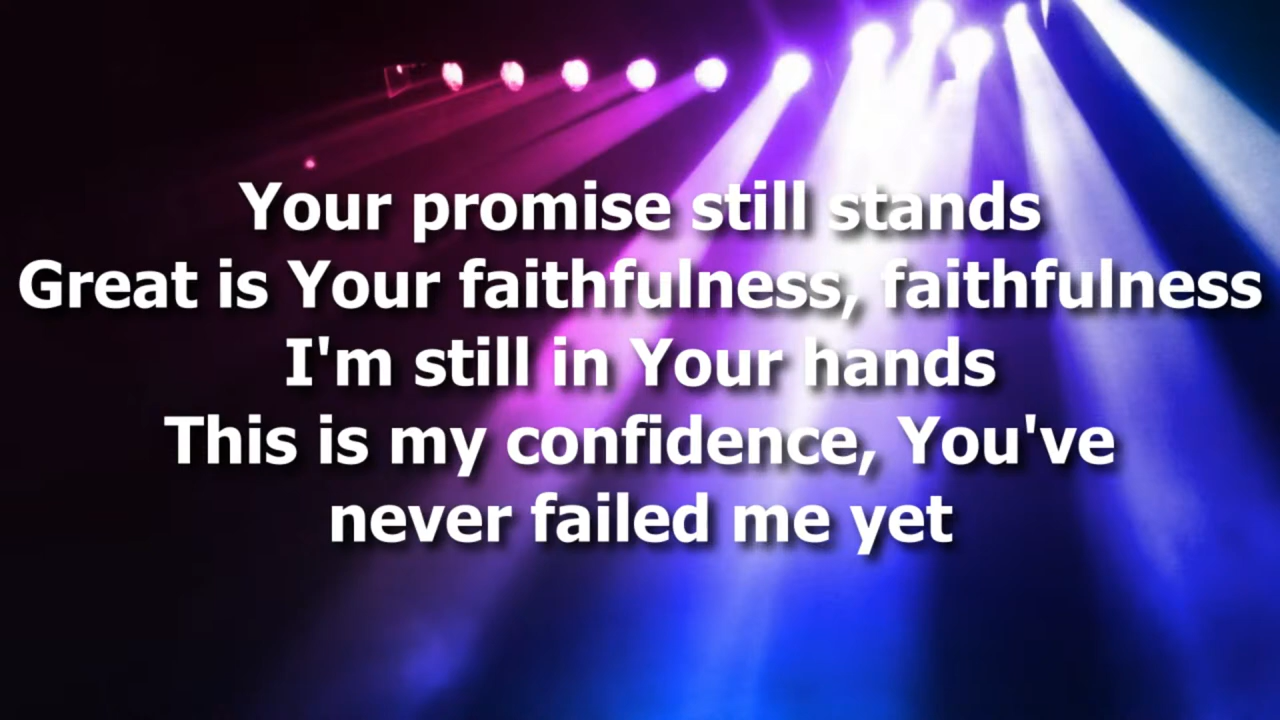 Your promise still stands
Great is Your faithfulness, faithfulness
I'm still in Your hands
This is my confidence, You've
never failed me yet